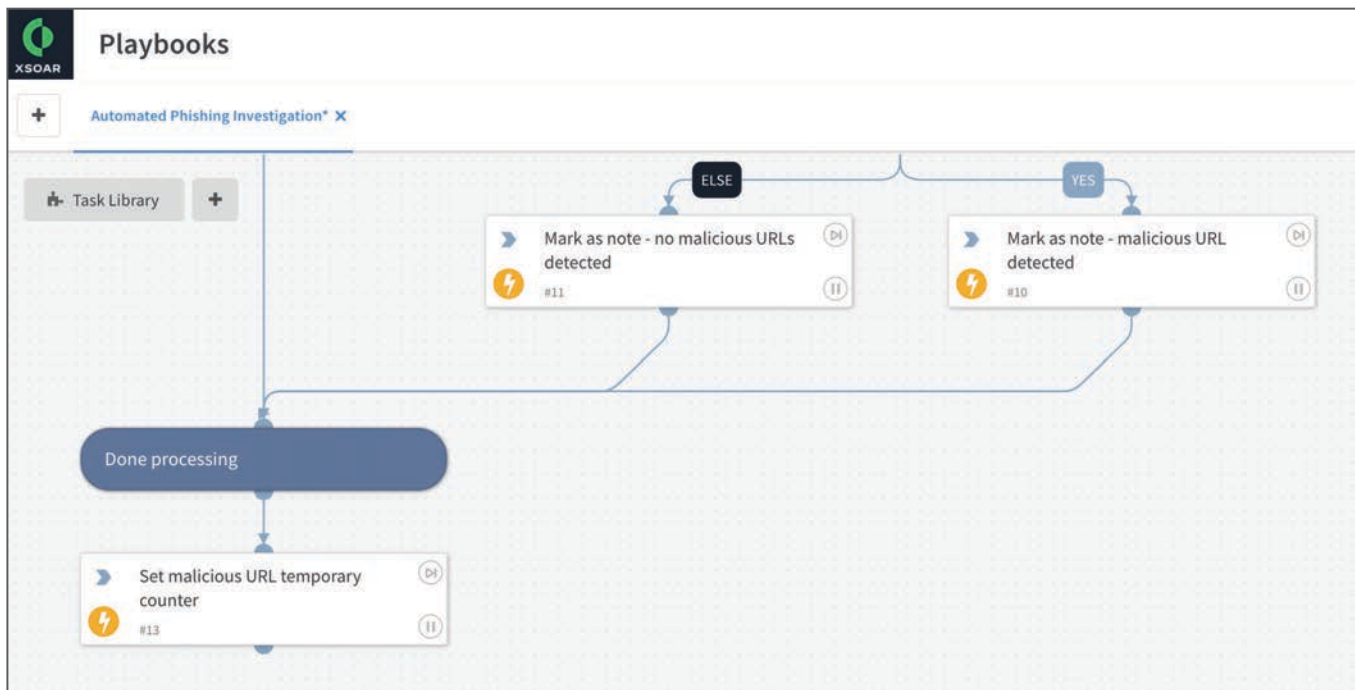 XSOAR
Playbooks
+
Automated Phishing Investigation* ×
Task Library
+
ELSE
YES
Mark as note - no malicious URLs
detected
#11
Mark as note - malicious URL
detected
#10
Done processing
Set malicious URL temporary
counter
#13